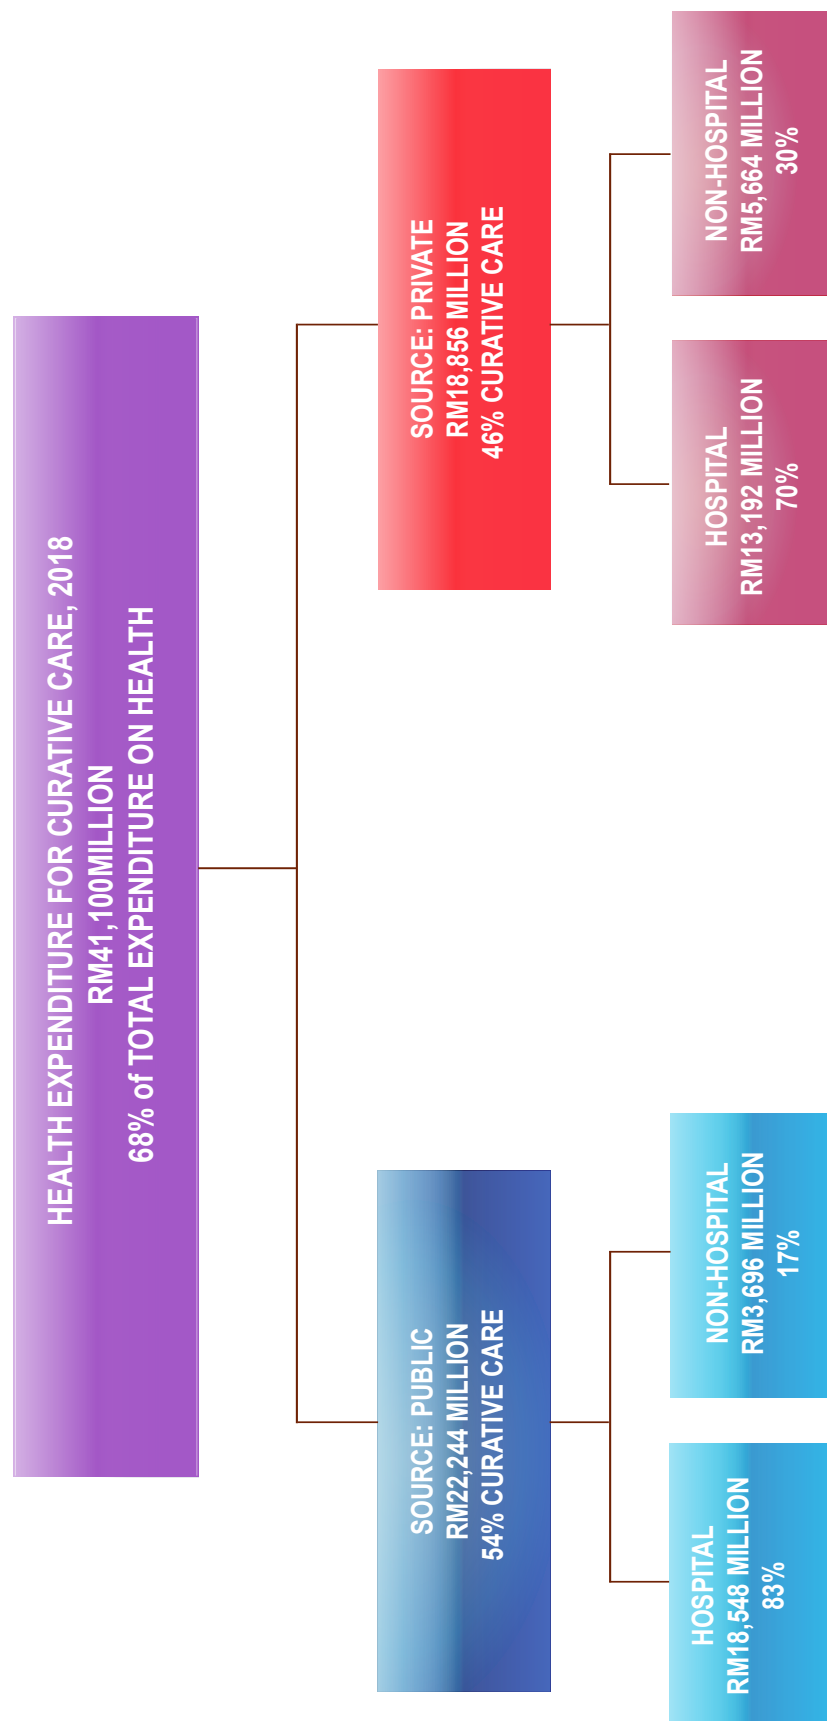 HEALTH EXPENDITURE FOR CURATIVE CARE, 2018
RM41,100MILLION
68% of TOTAL EXPENDITURE ON HEALTH
SOURCE: PUBLIC
RM22,244 MILLION
54% CURATIVE CARE
SOURCE: PRIVATE
RM18,856 MILLION
46% CURATIVE CARE
HOSPITAL
RM18,548 MILLION
83%
NON-HOSPITAL
RM3,696 MILLION
17%
HOSPITAL
RM13,192 MILLION
70%
NON-HOSPITAL
RM5,664 MILLION
30%